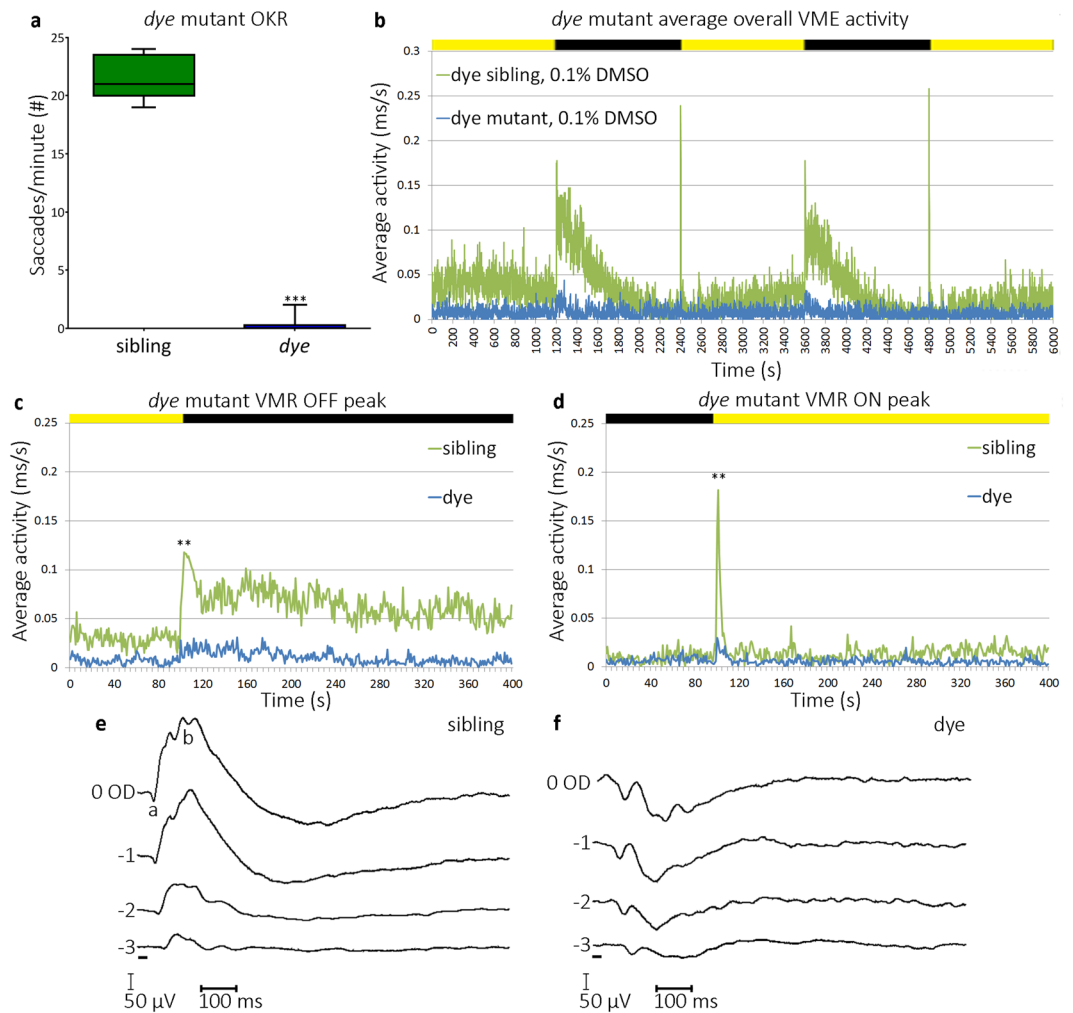 a
dye mutant OKR
25
20
15
10
5
0
Saccades/minute (#)
***
sibling
dye
b
dye mutant average overall VME activity
0.3
0.25
0.2
0.15
0.1
0.05
0
Average activity (ms/s)
dye sibling, 0.1% DMSO
dye mutant, 0.1% DMSO
0 200 400 600 800 1000 1200 1400 1600 1800 2000 2200 2400 2600 2800 3000 3200 3400 3600 3800 4000 4200 4400 4600 4800 5000 5200 5400 5600 5800 6000
Time (s)
c
dye mutant VMR OFF peak
0.25
0.2
0.15
0.1
0.05
0
Average activity (ms/s)
sibling
dye
**
0 40 80 120 160 200 240 280 320 360 400
Time (s)
d
dye mutant VMR ON peak
0.25
0.2
0.15
0.1
0.05
0
Average activity (ms/s)
sibling
dye
**
0 40 80 120 160 200 240 280 320 360 400
Time (s)
e
sibling
b
0 OD
a
-1
-2
-3
50 µV
100 ms
f
dye
0 OD
-1
-2
-3
50 µV
100 ms